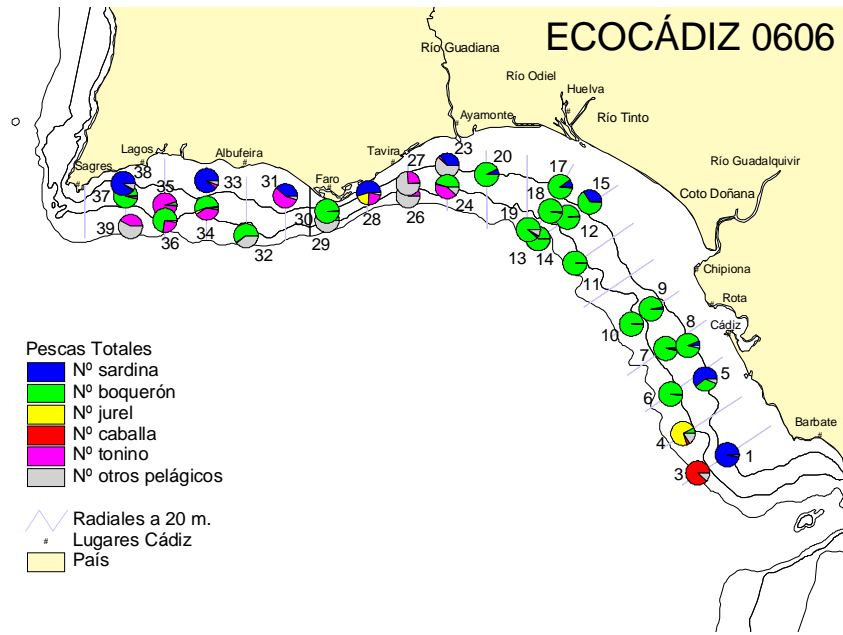 ECOCÁDIZ 0606
Río Guadiana
Río Odiel
Huelva
Río Tinto
Ayamonte
Tavira
Lagos
Albufeira
Sagres
Faro
Río Guadalquivir
Coto Doñana
Chipiona
Rota
Cádiz
Barbate
38
37
35
33
31
27
23
20
17
15
39
36
34
32
30
29
28
26
24
19
18
12
13
14
11
9
10
8
7
5
6
4
3
1
Pescas Totales
Nº sardina
Nº boquerón
Nº jurel
Nº caballa
Nº tonino
Nº otros pelágicos
Radiales a 20 m.
# Lugares Cádiz
País